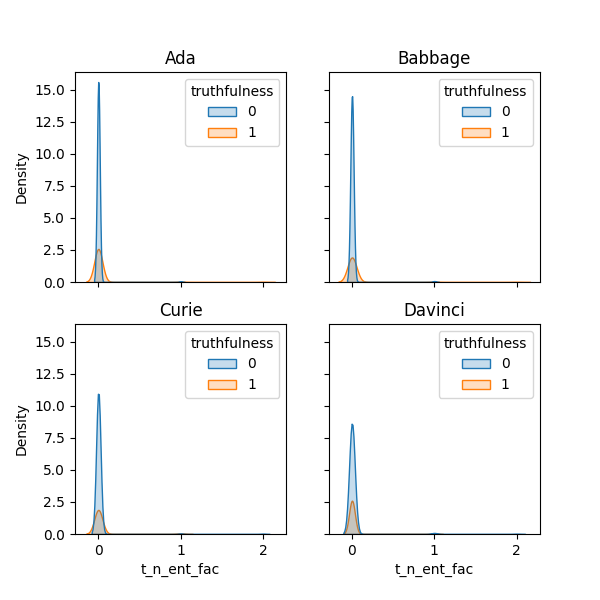 Ada
Density
15.0
12.5
10.0
7.5
5.0
2.5
0.0
truthfulness
0
1
Babbage
truthfulness
0
1
Curie
Density
15.0
12.5
10.0
7.5
5.0
2.5
0.0
truthfulness
0
1
0 1 2
t_n_ent_fac
Davinci
truthfulness
0
1
0 1 2
t_n_ent_fac